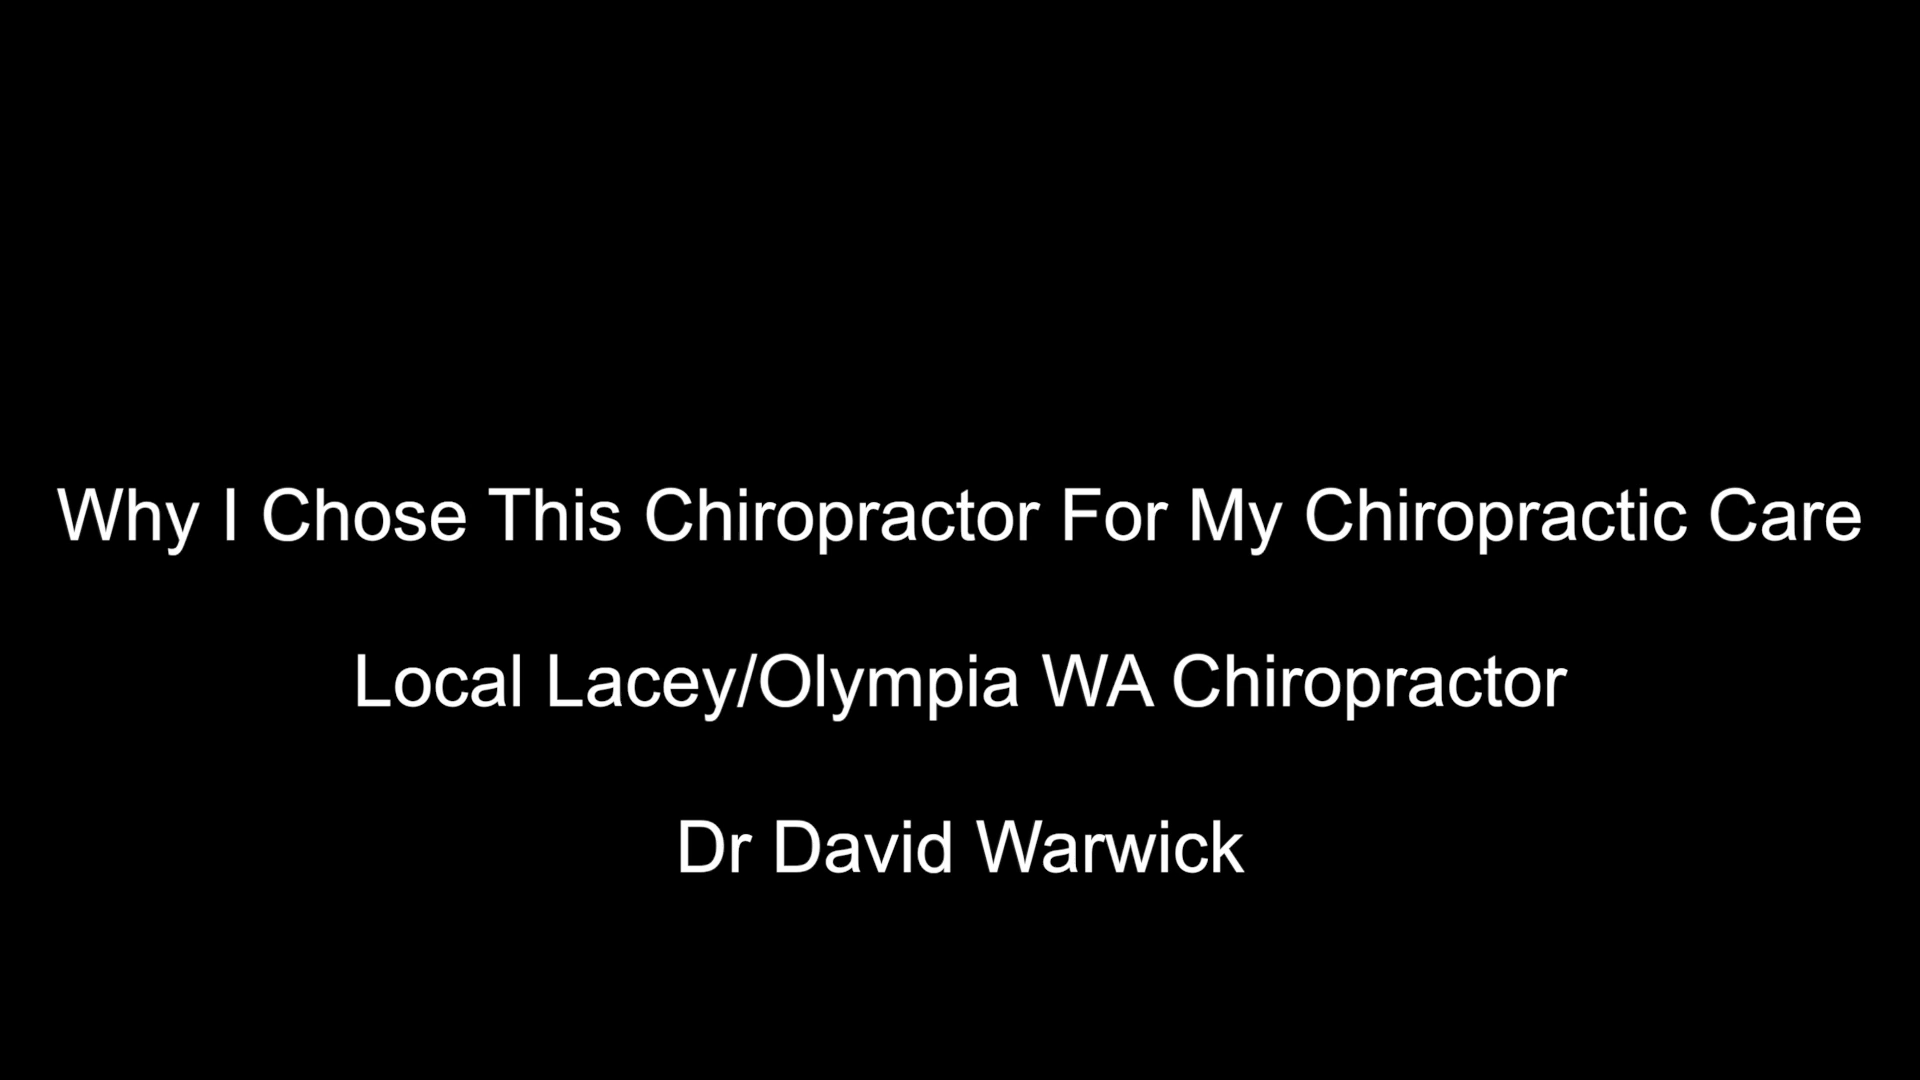 Why I Chose This Chiropractor For My Chiropractic Care
Local Lacey/Olympia WA Chiropractor
Dr David Warwick